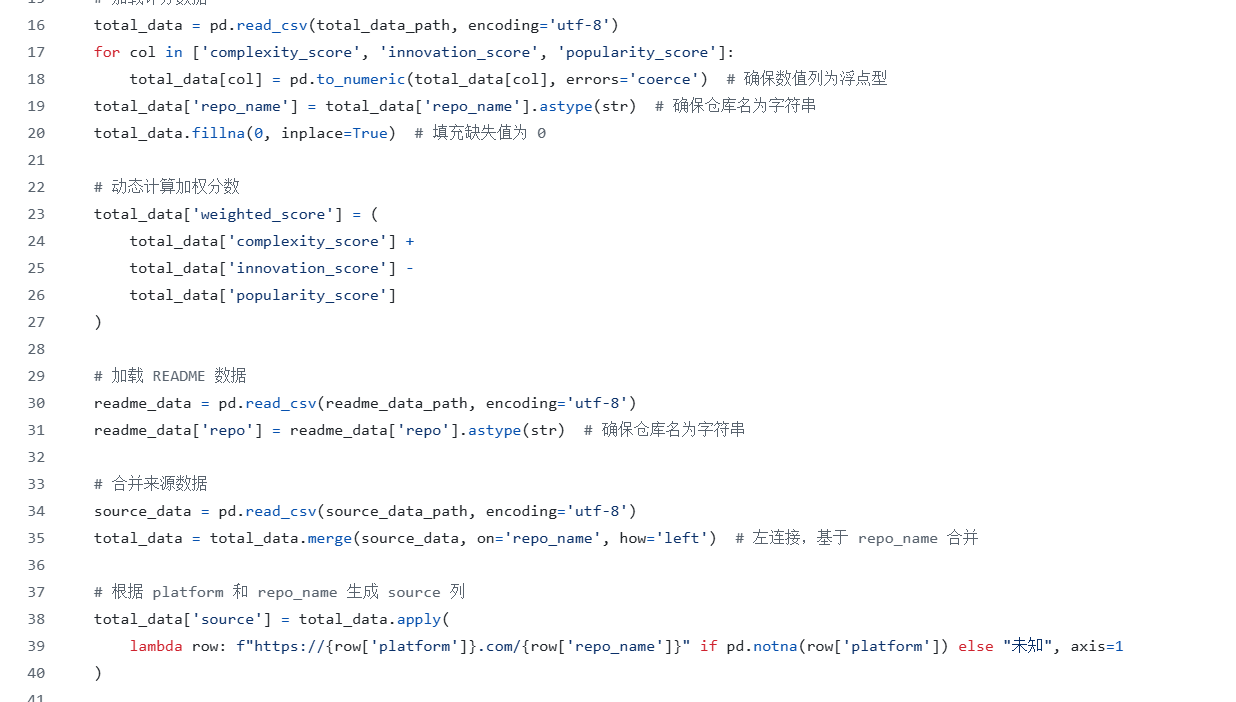 16 total_data = pd.read_csv(total_data_path, encoding='utf-8')
17 for col in ['complexity_score', 'innovation_score', 'popularity_score']:
18     total_data[col] = pd.to_numeric(total_data[col], errors='coerce')  # 确保数值列为浮点型
19 total_data['repo_name'] = total_data['repo_name'].astype(str)  # 确保仓库名为字符串
20 total_data.fillna(0, inplace=True)  # 填充缺失值为 0
21
22 # 动态计算加权分数
23 total_data['weighted_score'] = (
24     total_data['complexity_score'] +
25     total_data['innovation_score'] -
26     total_data['popularity_score']
27 )
28
29 # 加载 README 数据
30 readme_data = pd.read_csv(readme_data_path, encoding='utf-8')
31 readme_data['repo'] = readme_data['repo'].astype(str)  # 确保仓库名为字符串
32
33 # 合并来源数据
34 source_data = pd.read_csv(source_data_path, encoding='utf-8')
35 total_data = total_data.merge(source_data, on='repo_name', how='left')  # 左连接，基于 repo_name 合并
36
37 # 根据 platform 和 repo_name 生成 source 列
38 total_data['source'] = total_data.apply(
39     lambda row: f"https://{row['platform']}.com/{row['repo_name']}" if pd.notna(row['platform']) else "未知", axis=1
40 )
41